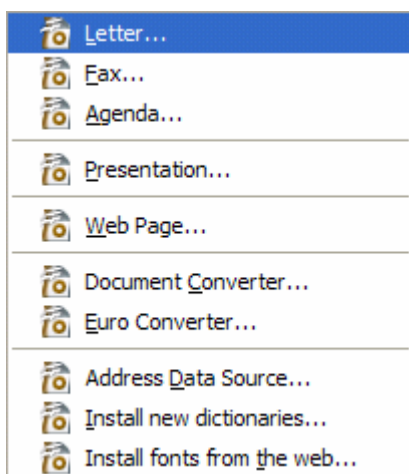 Letter...
Fax...
Agenda...
Presentation...
Web Page...
Document Converter...
Euro Converter...
Address Data Source...
Install new dictionaries...
Install fonts from the web...